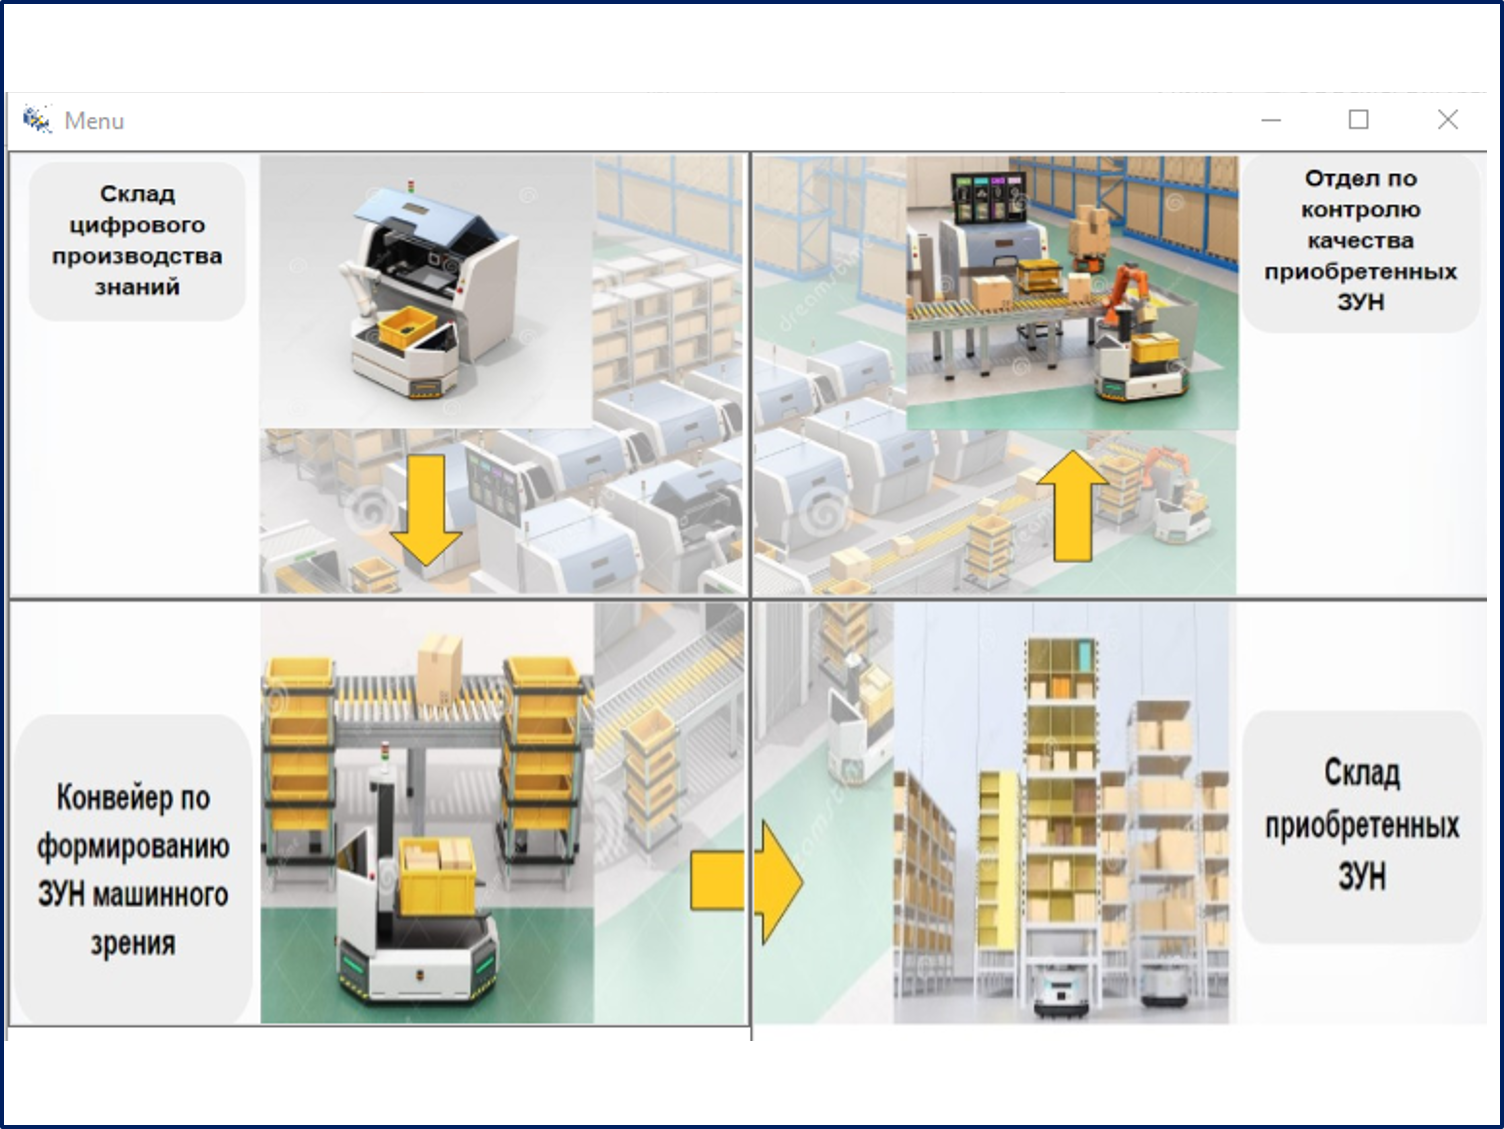 Menu
Склад
цифрового
производства
знаний
Отдел по
контролю
качества
приобретенных
ЗУН
Конвейер по
формированию
ЗУН машинного
зрения
Склад
приобретенных
ЗУН